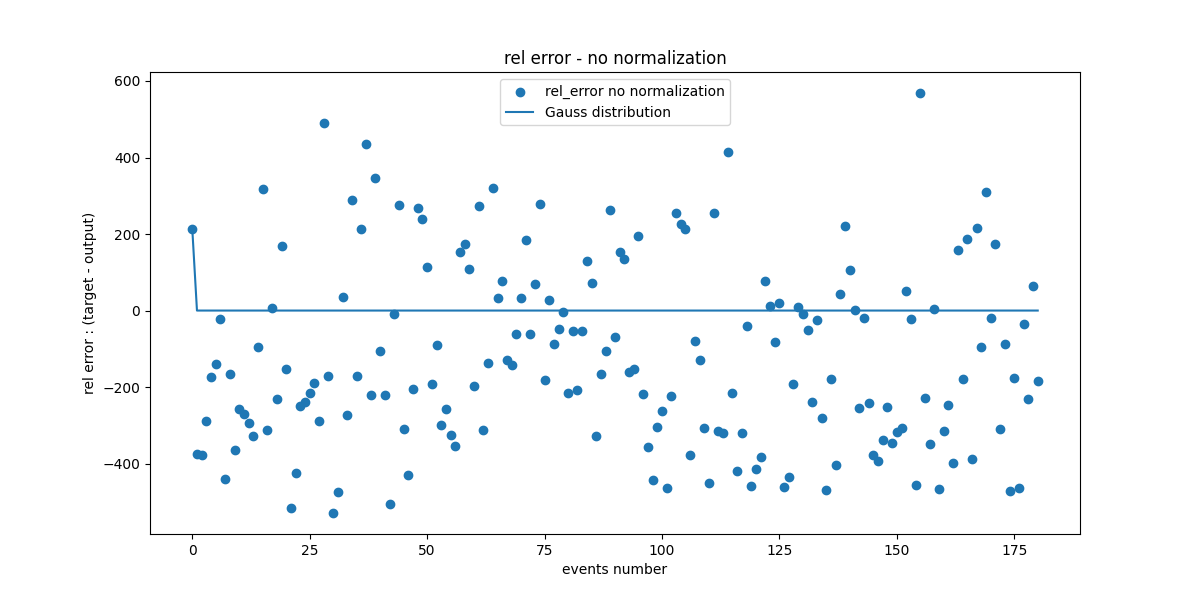 rel error - no normalization
rel_error no normalization
Gauss distribution
rel error : (target - output)
600
400
200
0
−200
−400
0
25
50
75
100
125
150
175
events number